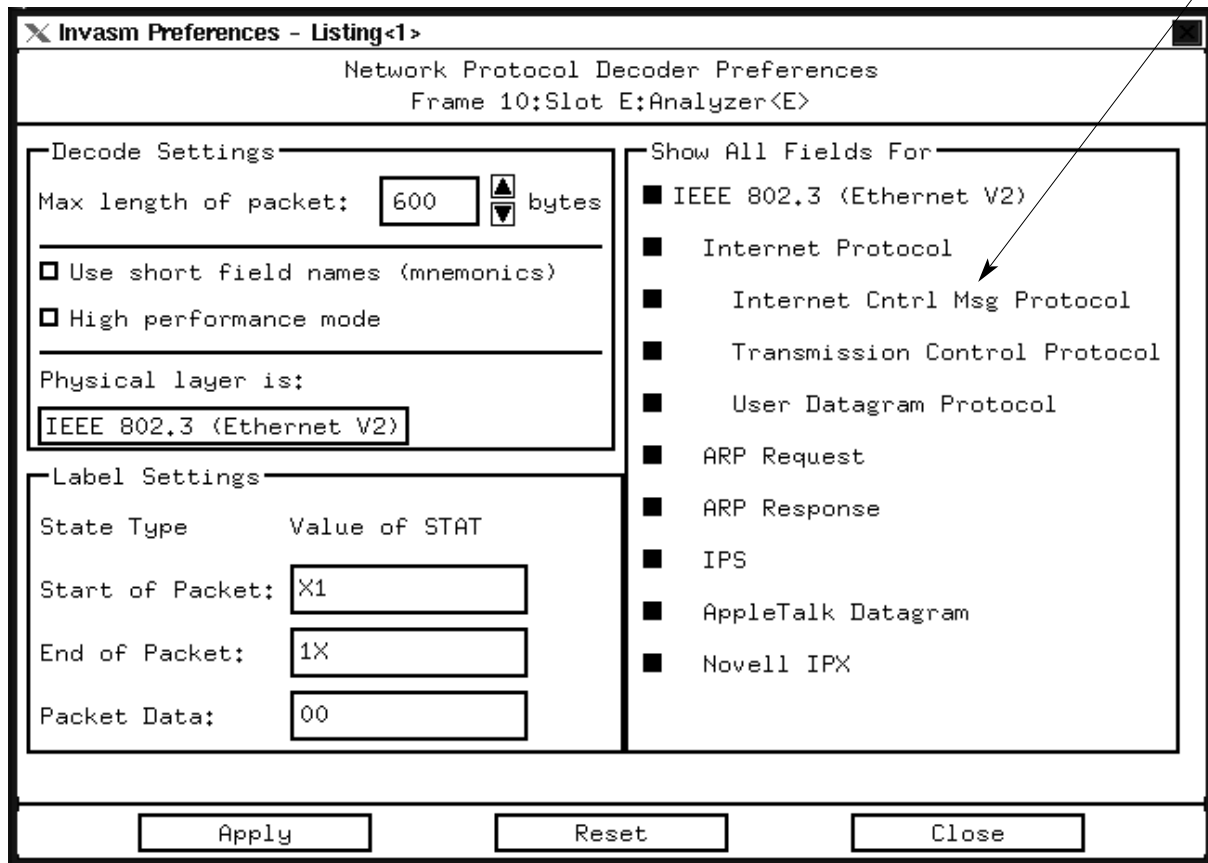 Invasm Preferences - Listing<1>
Network Protocol Decoder Preferences
Frame 10:Slot E:Analyzer<E>
Decode Settings
Max length of packet: 600 bytes
Use short field names (mnemonics)
High performance mode
Physical layer is:
IEEE 802.3 (Ethernet V2)
Label Settings
State Type Value of STAT
Start of Packet: X1
End of Packet: 1X
Packet Data: 00
Show All Fields For
IEEE 802.3 (Ethernet V2)
Internet Protocol
Internet Cntrl Msg Protocol
Transmission Control Protocol
User Datagram Protocol
ARP Request
ARP Response
IPS
AppleTalk Datagram
Novell IPX
Apply Reset Close